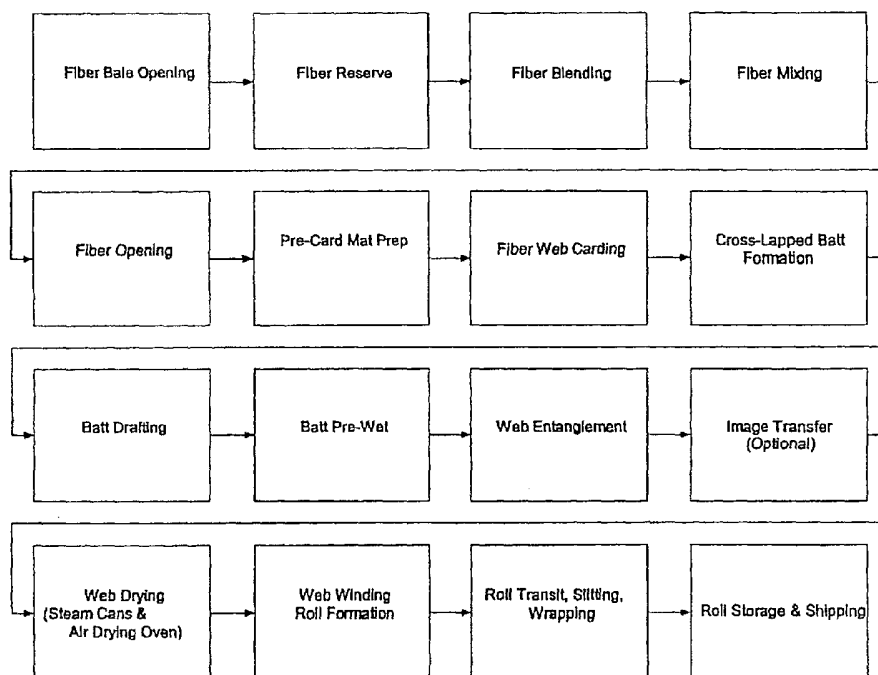 Fiber Bale Opening
Fiber Reserve
Fiber Blending
Fiber Mixing
Fiber Opening
Pre-Card Mat Prep
Fiber Web Carding
Cross-Lapped Batt
Formation
Batt Drafting
Batt Pre-Wet
Web Entanglement
Image Transfer
(Optional)
Web Drying
(Steam Cans &
Air Drying Oven)
Web Winding
Roll Formation
Roll Transit, Slitting,
Wrapping
Roll Storage & Shipping